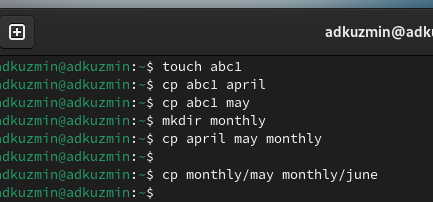 adkuzmin@adku
adkuzmin@adkuzmin:~$ touch abc1
adkuzmin@adkuzmin:~$ cp abc1 april
adkuzmin@adkuzmin:~$ cp abc1 may
adkuzmin@adkuzmin:~$ mkdir monthly
adkuzmin@adkuzmin:~$ cp april may monthly
adkuzmin@adkuzmin:~$
adkuzmin@adkuzmin:~$ cp monthly/may monthly/june
adkuzmin@adkuzmin:~$